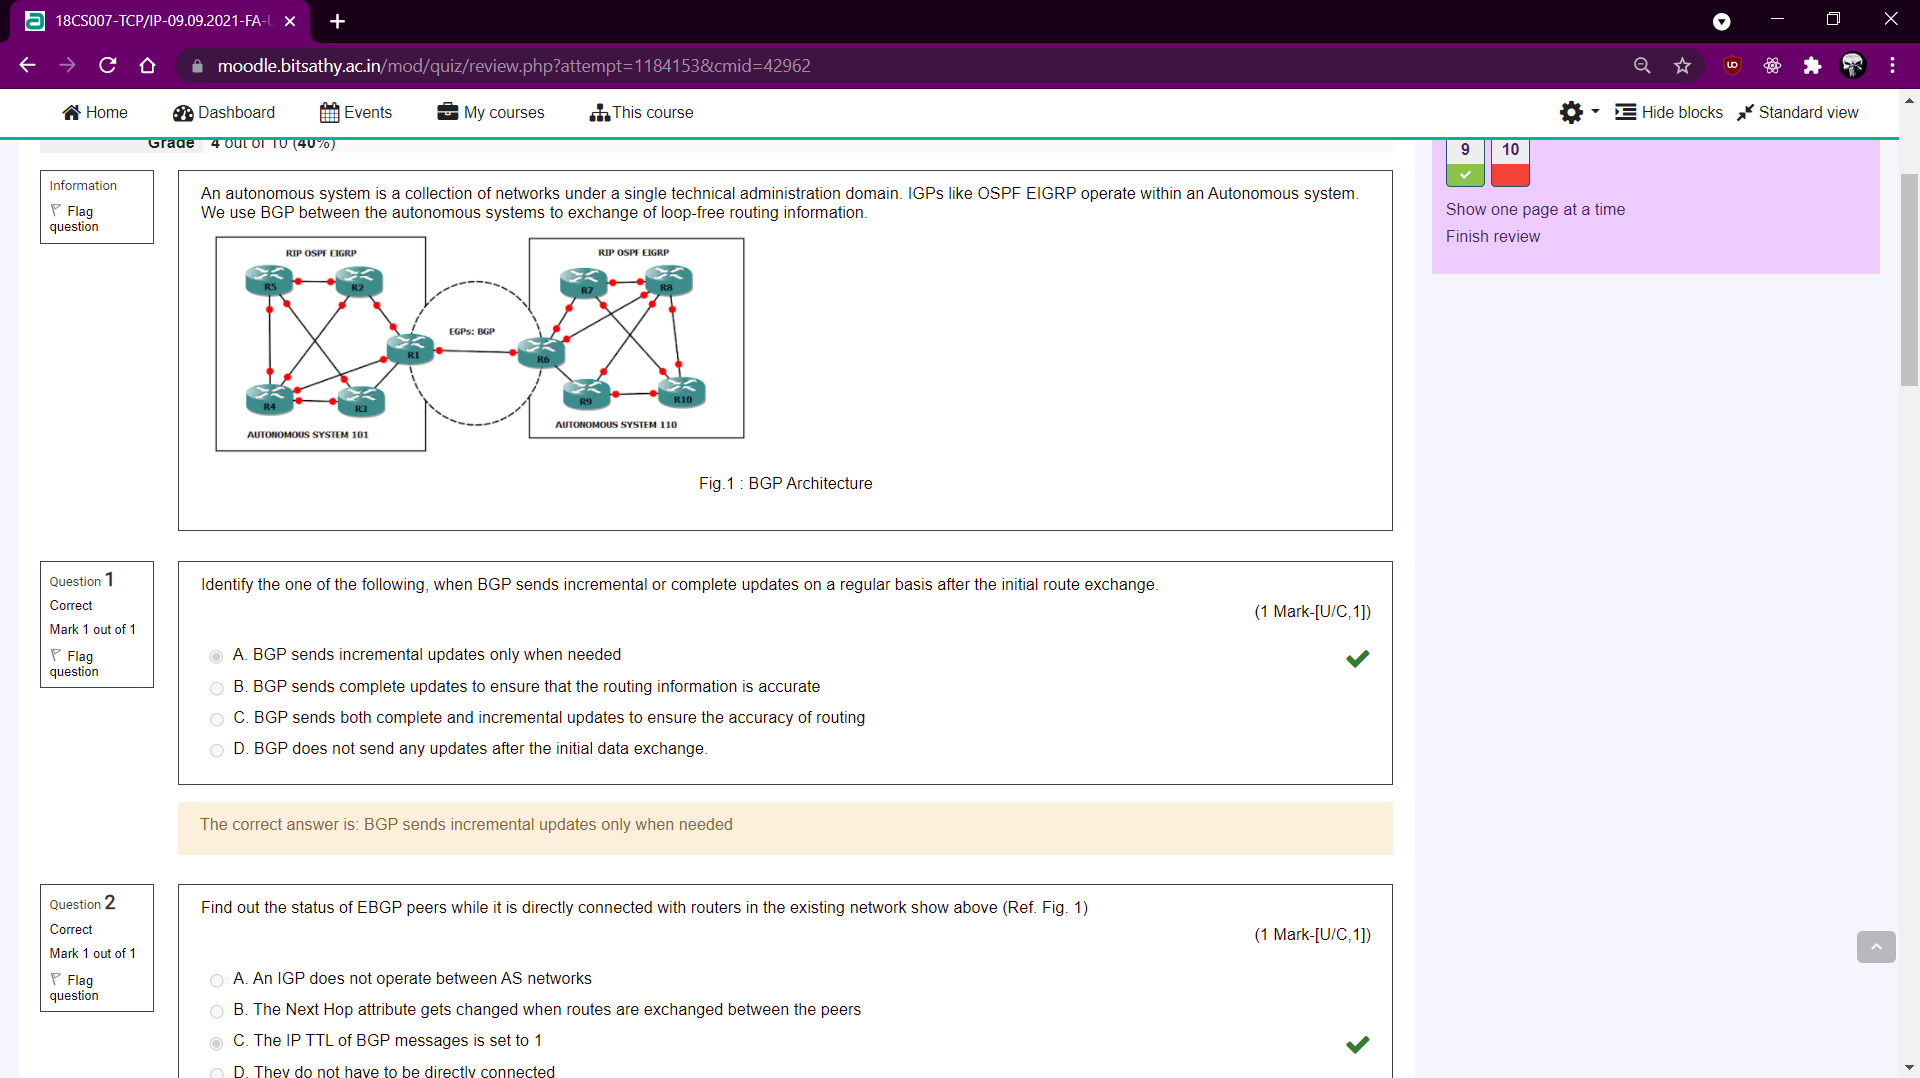 18CS007-TCP/IP-09.09.2021-FA-
moodle.bitsathy.ac.in/mod/quiz/review.php?attempt=1184153&cmid=42962
Home Dashboard Events My courses This course Hide blocks Standard view
Grade 4 out of 10 (40%)
9 10
Show one page at a time
Finish review
Information
Flag
question
An autonomous system is a collection of networks under a single technical administration domain. IGPs like OSPF EIGRP operate within an Autonomous system.
We use BGP between the autonomous systems to exchange of loop-free routing information.
RIP OSPF EIGRP
RIP OSPF EIGRP
R5 R2
R7 R8
EGPs: BGP
R1 R6
R4 R3
R9 R10
AUTONOMOUS SYSTEM 101
AUTONOMOUS SYSTEM 110
Fig.1 : BGP Architecture
Question 1
Correct
Mark 1 out of 1
Flag
question
Identify the one of the following, when BGP sends incremental or complete updates on a regular basis after the initial route exchange.
(1 Mark-[U/C,1])
A. BGP sends incremental updates only when needed
B. BGP sends complete updates to ensure that the routing information is accurate
C. BGP sends both complete and incremental updates to ensure the accuracy of routing
D. BGP does not send any updates after the initial data exchange.
The correct answer is: BGP sends incremental updates only when needed
Question 2
Correct
Mark 1 out of 1
Flag
question
Find out the status of EBGP peers while it is directly connected with routers in the existing network show above (Ref. Fig. 1)
(1 Mark-[U/C,1])
A. An IGP does not operate between AS networks
B. The Next Hop attribute gets changed when routes are exchanged between the peers
C. The IP TTL of BGP messages is set to 1
D. They do not have to be directly connected